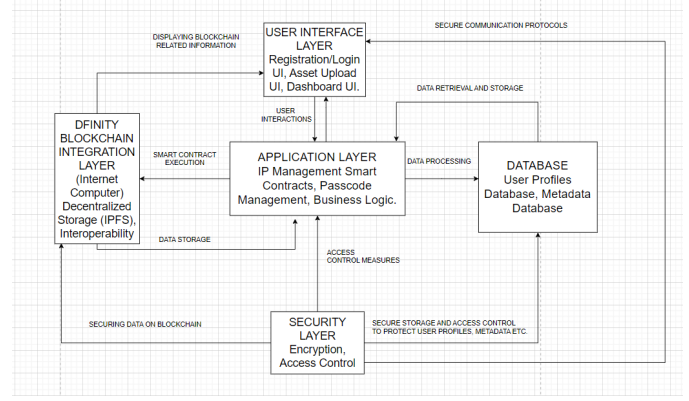 SECURE COMMUNICATION PROTOCOLS
DISPLAYING BLOCKCHAIN
RELATED INFORMATION
USER INTERFACE
LAYER
Registration/Login
UI, Asset Upload
UI, Dashboard UI.
DATA RETRIEVAL AND STORAGE
USER
INTERACTIONS
DFINITY
BLOCKCHAIN
INTEGRATION
LAYER
(Internet
Computer)
Decentralized
Storage (IPFS),
Interoperability
SMART CONTRACT
EXECUTION
APPLICATION LAYER
IP Management Smart
Contracts, Passcode
Management, Business Logic.
DATA PROCESSING
DATABASE
User Profiles
Database, Metadata
Database
DATA STORAGE
ACCESS
CONTROL MEASURES
SECURING DATA ON BLOCKCHAIN
SECURITY
LAYER
Encryption,
Access Control
SECURE STORAGE AND ACCESS CONTROL
TO PROTECT USER PROFILES, METADATA ETC.